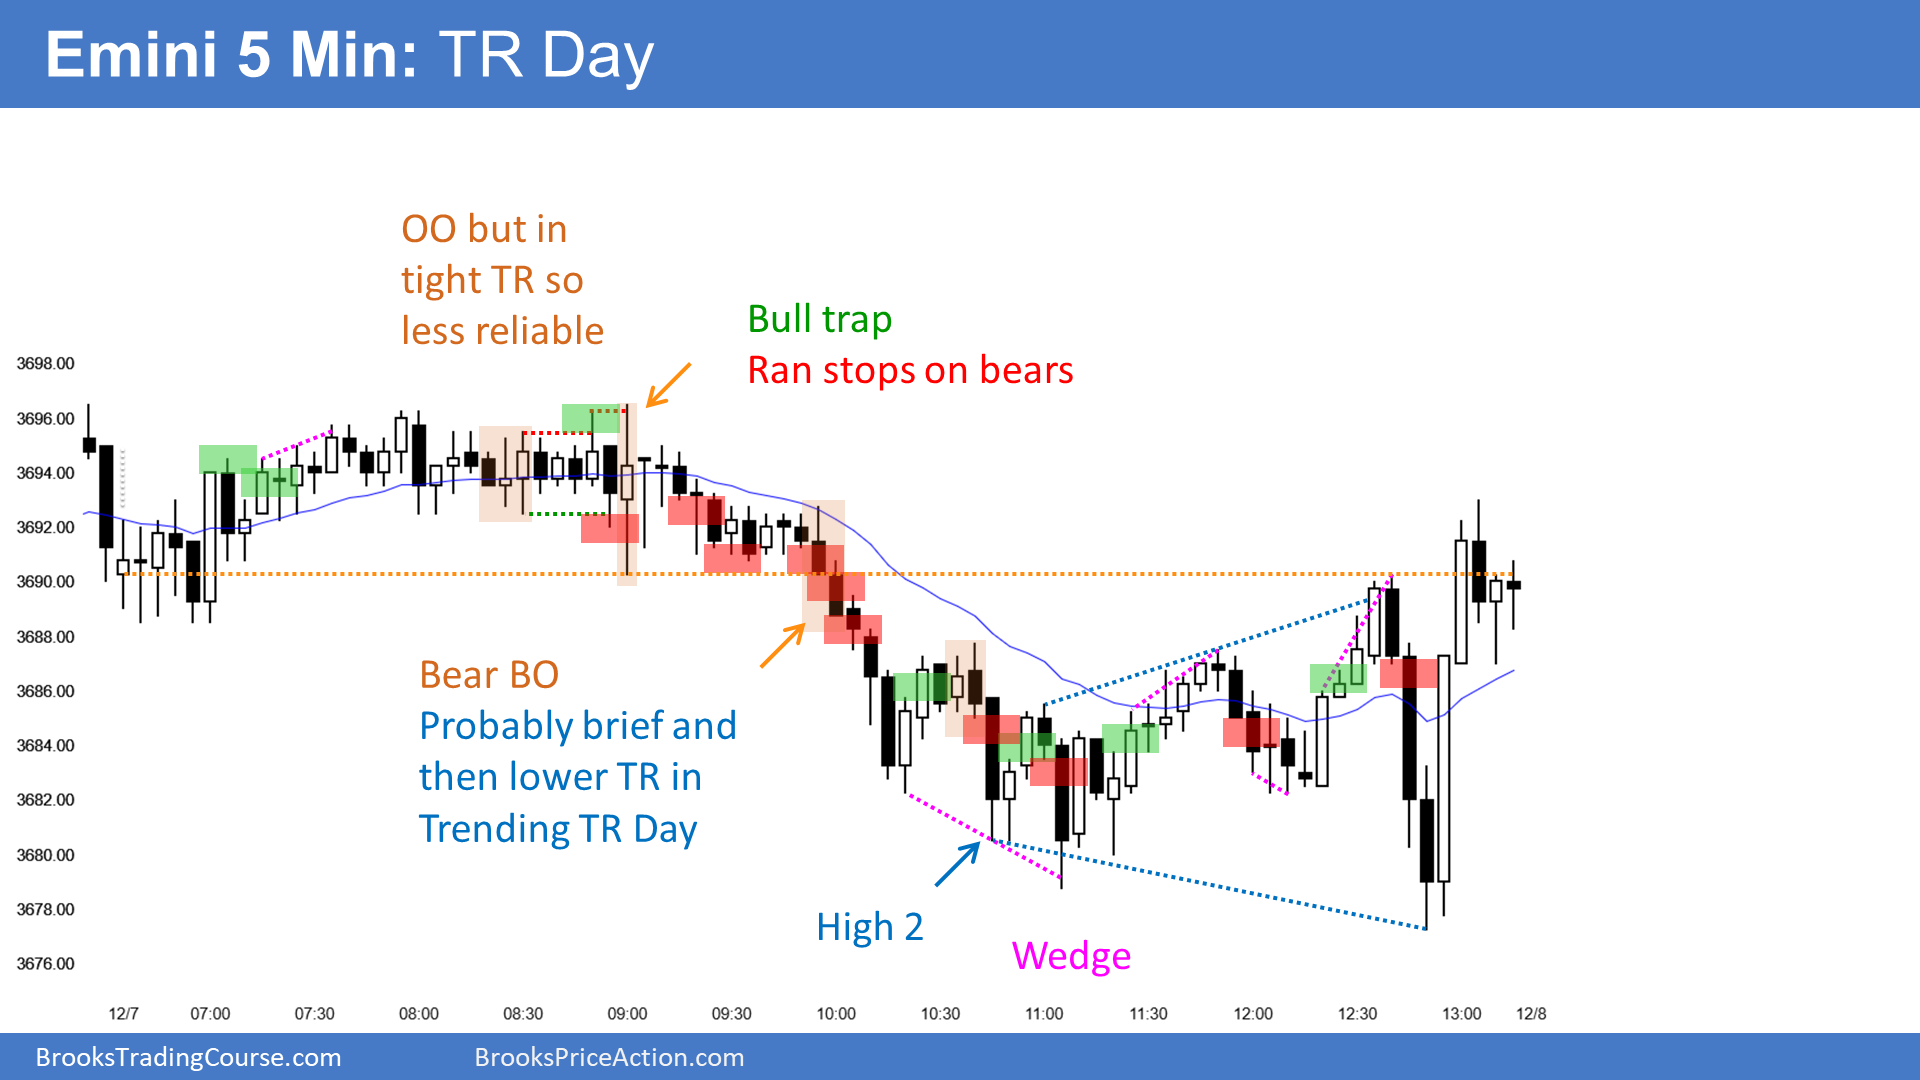 Emini 5 Min: TR Day
OO but in
tight TR so
less reliable
Bull trap
Ran stops on bears
3698.00
3696.00
3694.00
3692.00
3690.00
3688.00
3686.00
3684.00
3682.00
3680.00
3678.00
3676.00
Bear BO
Probably brief and
then lower TR in
Trending TR Day
High 2
Wedge
12/7 07:00 07:30 08:00 08:30 09:00 09:30 10:00 10:30 11:00 11:30 12:00 12:30 13:00 12/8
BrooksTradingCourse.com BrooksPriceAction.com